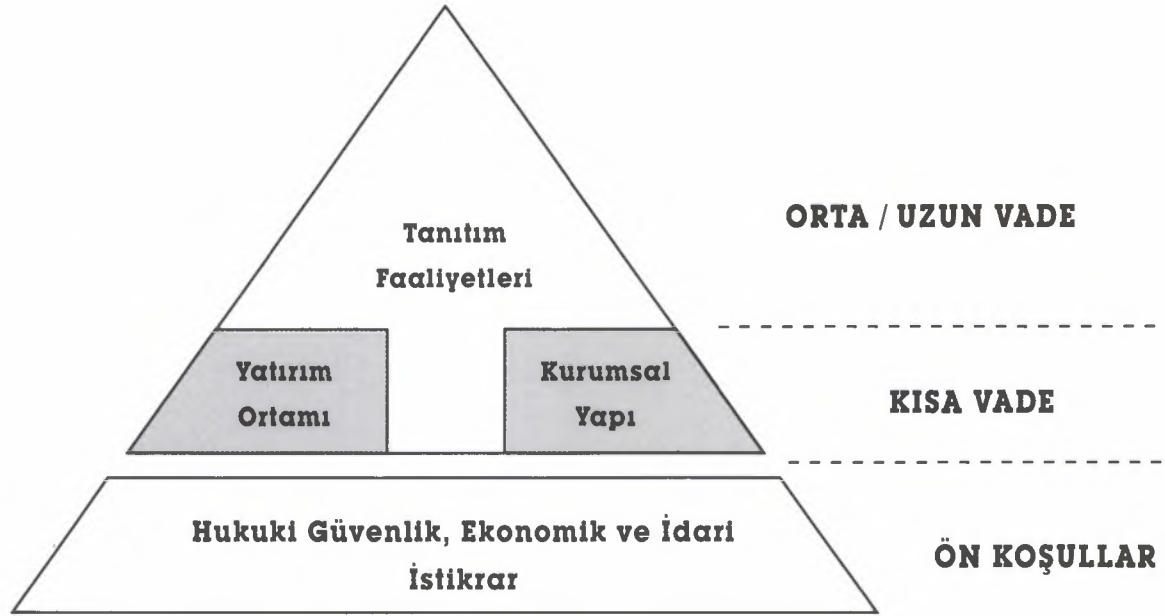 Tanıtım
Faaliyetleri
ORTA / UZUN VADE
Yatırım
Ortamı
Kurumsal
Yapı
KISA VADE
Hukuki Güvenlik, Ekonomik ve İdari
İstikrar
ÖN KOŞULLAR